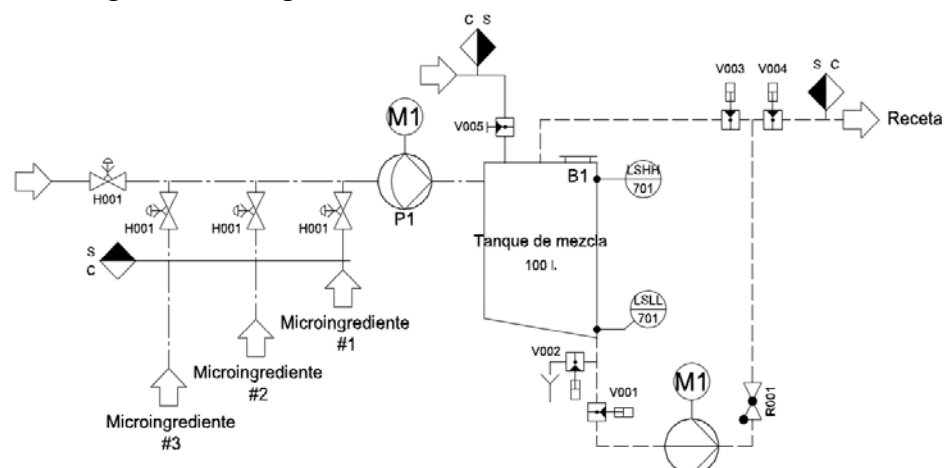 C S
V003
V004
S C
M1
V005
Receta
B1
LSHH
701
H001
P1
H001
H001
H001
Tanque de mezcla
100 l.
S
C
LSLL
701
Microingrediente
#1
V002
Microingrediente
#2
V001
M1
R001
Microingrediente
#3